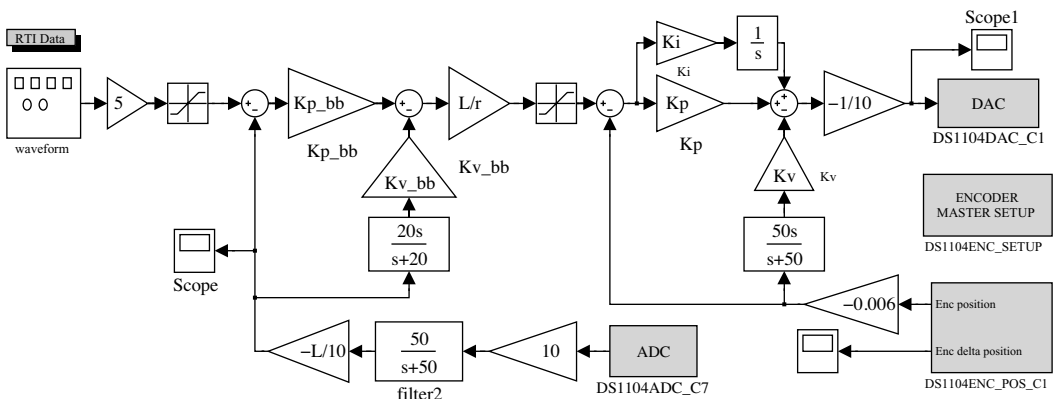 Scope1
RTI Data
Ki
1
s
Ki
5
Kp_bb
L/r
Kp
-1/10
DAC
waveform
Kp_bb
Kv_bb
Kp
DS1104DAC_C1
Kv_bb
Kv
Kv
ENCODER
MASTER SETUP
DS1104ENC_SETUP
20s
s+20
50s
s+50
Scope
-0.006
Enc position
Enc delta position
DS1104ENC_POS_C1
-L/10
50
s+50
filter2
10
ADC
DS1104ADC_C7